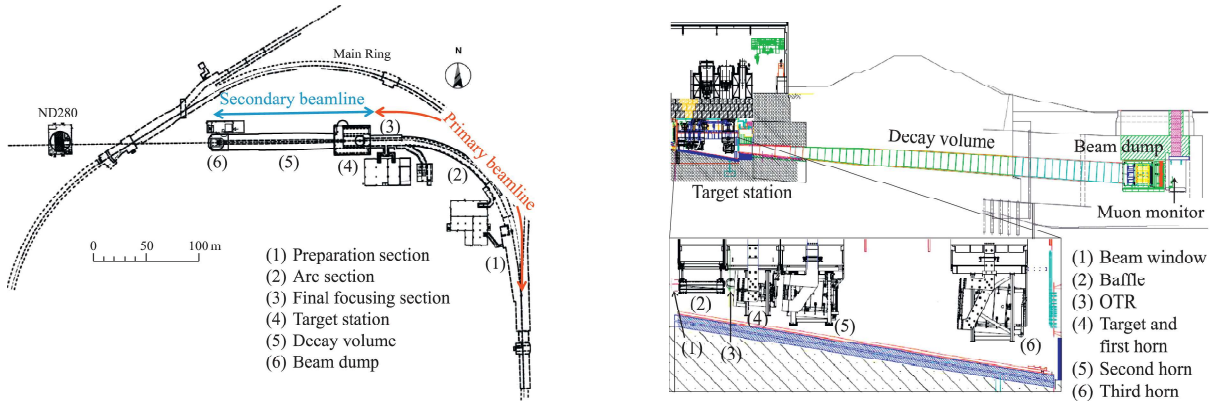 Main Ring
N
ND280
Secondary beamline
Primary beamline
(3)
(6)
(5)
(4)
(2)
(1)
0 50 100 m
(1) Preparation section
(2) Arc section
(3) Final focusing section
(4) Target station
(5) Decay volume
(6) Beam dump
Decay volume
Beam dump
Target station
Muon monitor
(2)
(4)
(5)
(6)
(1)
(3)
(1) Beam window
(2) Baffle
(3) OTR
(4) Target and
first horn
(5) Second horn
(6) Third horn